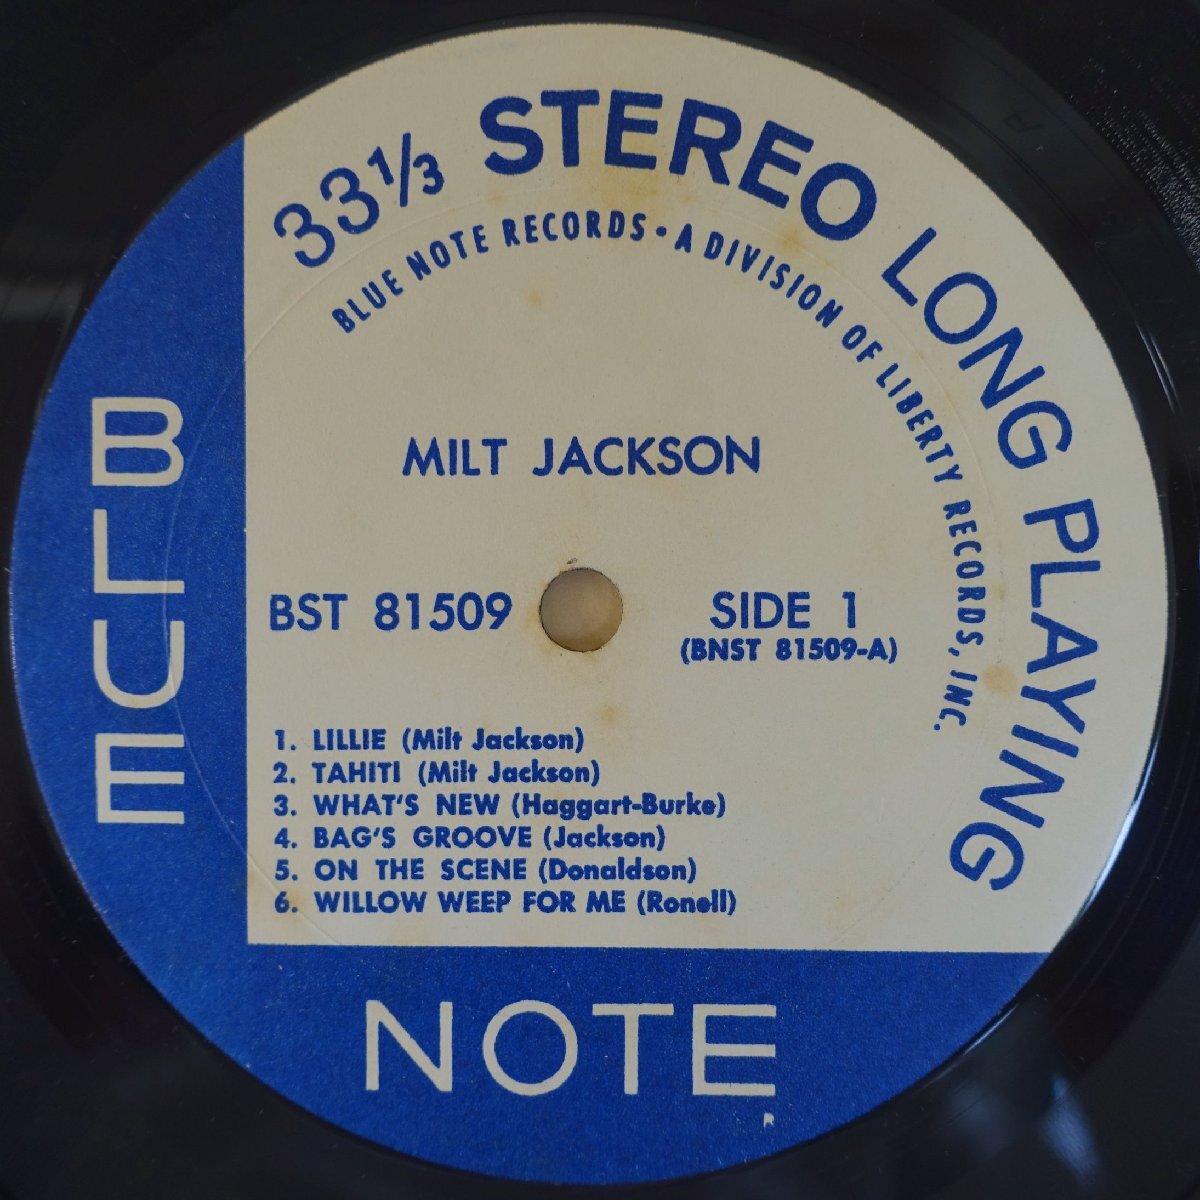 33⅓ STEREO LONG PLAYING
BLUE NOTE RECORDS • A DIVISION OF LIBERTY RECORDS, INC.
MILT JACKSON
BST 81509
SIDE 1
(BNST 81509-A)
1. LILLIE (Milt Jackson)
2. TAHITI (Milt Jackson)
3. WHAT'S NEW (Haggart-Burke)
4. BAG'S GROOVE (Jackson)
5. ON THE SCENE (Donaldson)
6. WILLOW WEEP FOR ME (Ronell)
BLUE
NOTE
R
A